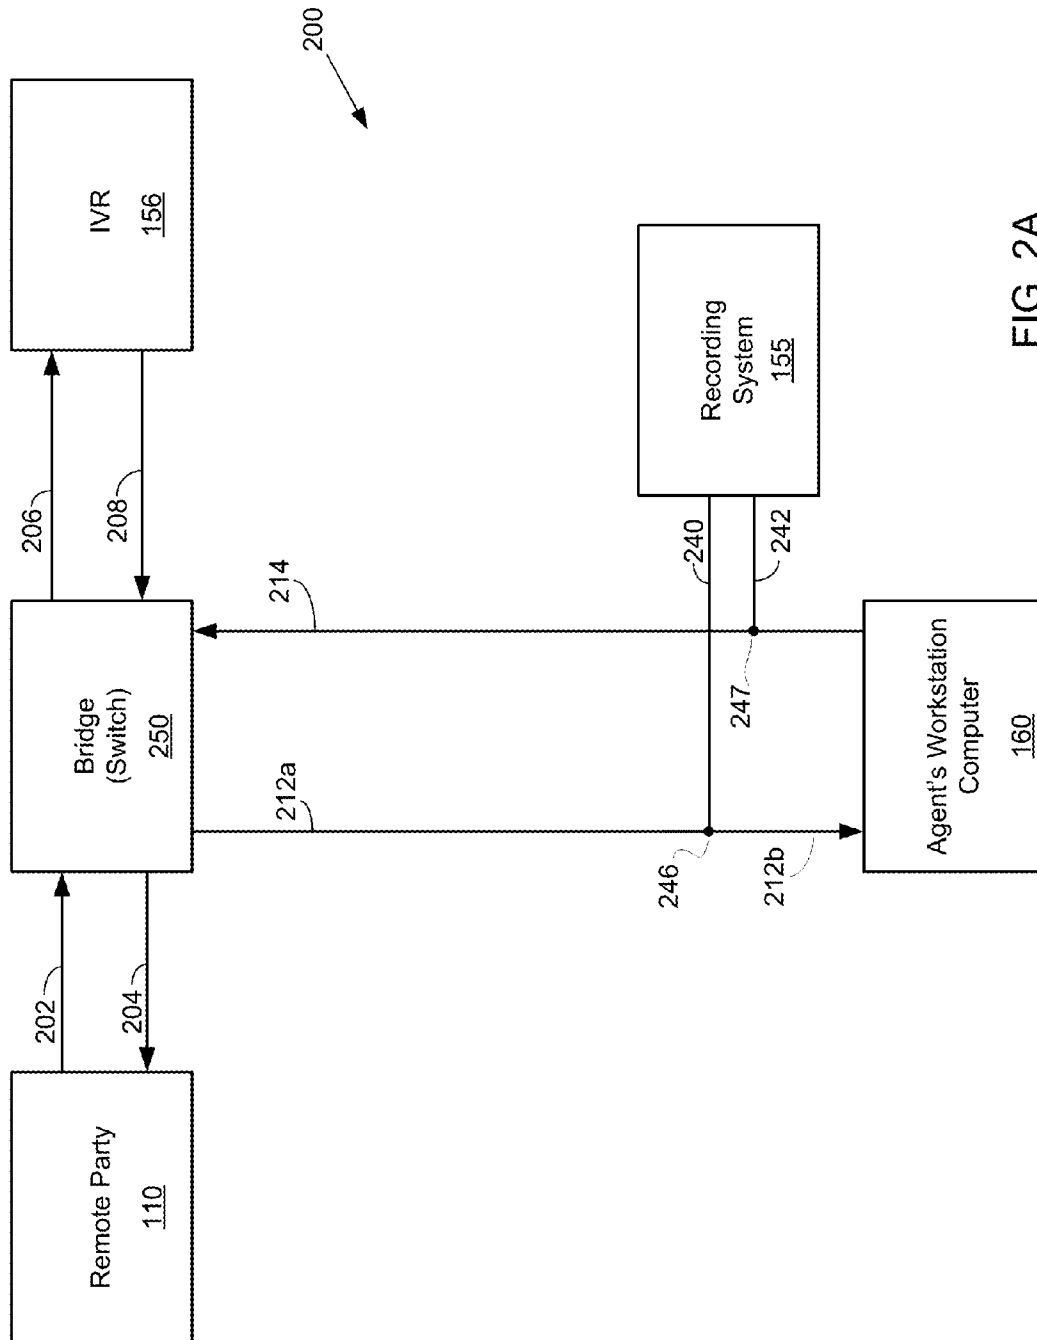 Remote Party
110
202
204
Bridge
(Switch)
250
206
208
IVR
156
212a
214
200
246
212b
247
240
242
Recording
System
155
Agent's Workstation
Computer
160
FIG 2A